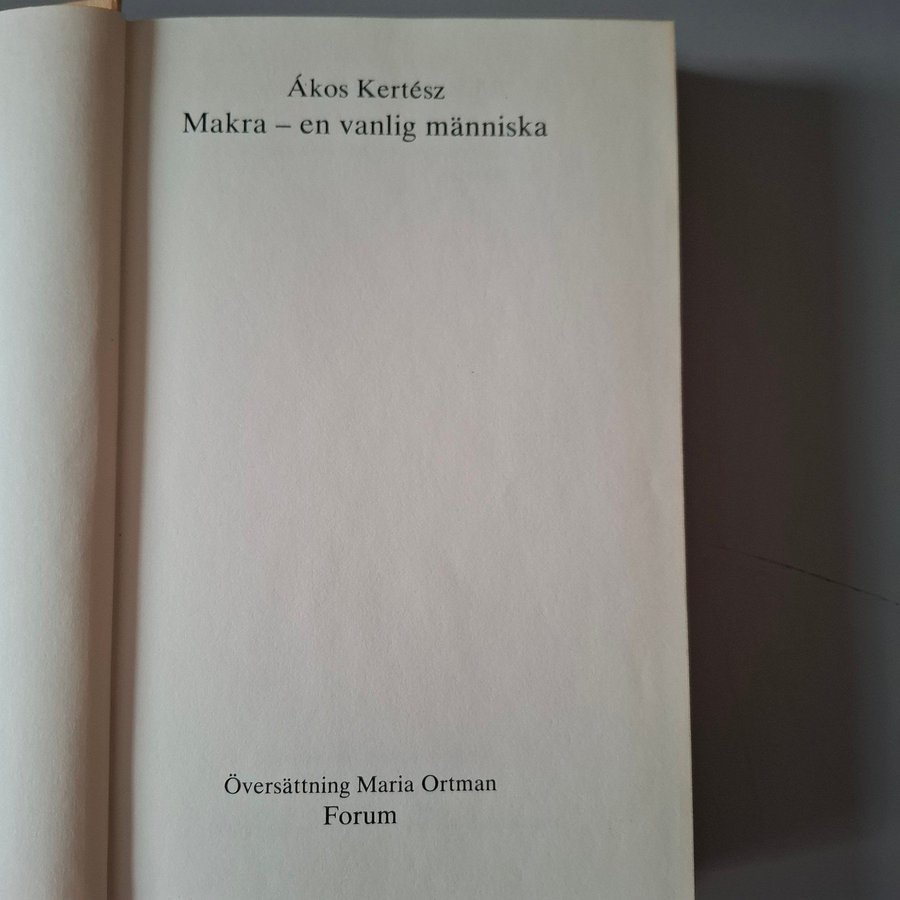 Ákos Kertész
Makra – en vanlig människa
Översättning Maria Ortman
Forum